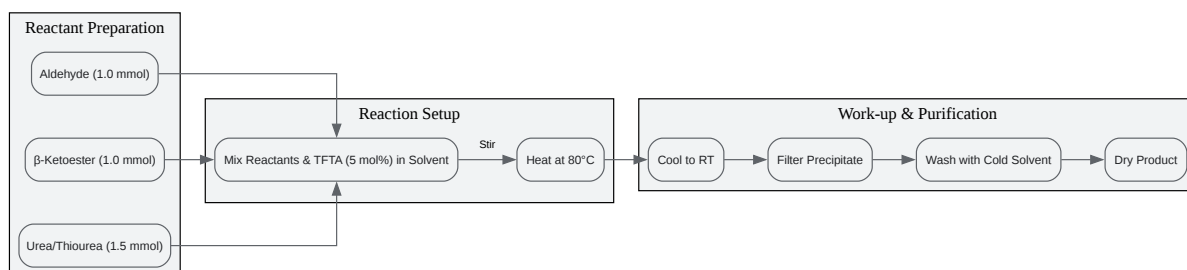 Reactant Preparation
Aldehyde (1.0 mmol)
β-Ketoester (1.0 mmol)
Urea/Thiourea (1.5 mmol)
Reaction Setup
Mix Reactants & TFTA (5 mol%) in Solvent
Stir
Heat at 80°C
Work-up & Purification
Cool to RT
Filter Precipitate
Wash with Cold Solvent
Dry Product